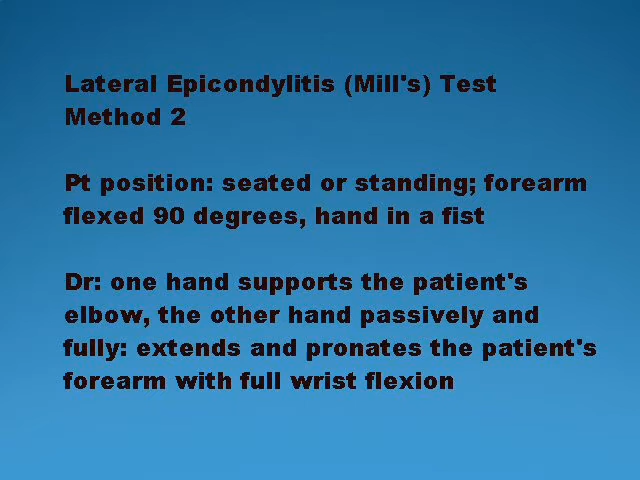 Lateral Epicondylitis (Mill's) Test
Method 2
Pt position: seated or standing; forearm
flexed 90 degrees, hand in a fist
Dr: one hand supports the patient's
elbow, the other hand passively and
fully: extends and pronates the patient's
forearm with full wrist flexion